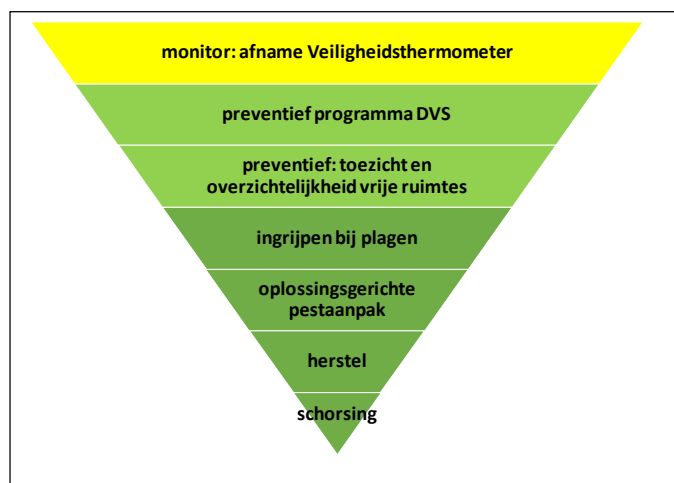 monitor: afname Veiligheidsthermometer
preventief programma DVS
preventief: toezicht en
overzichtelijkheid vrije ruimtes
ingrijpen bij plagen
oplossingsgerichte
pestaanpak
herstel
schorsing